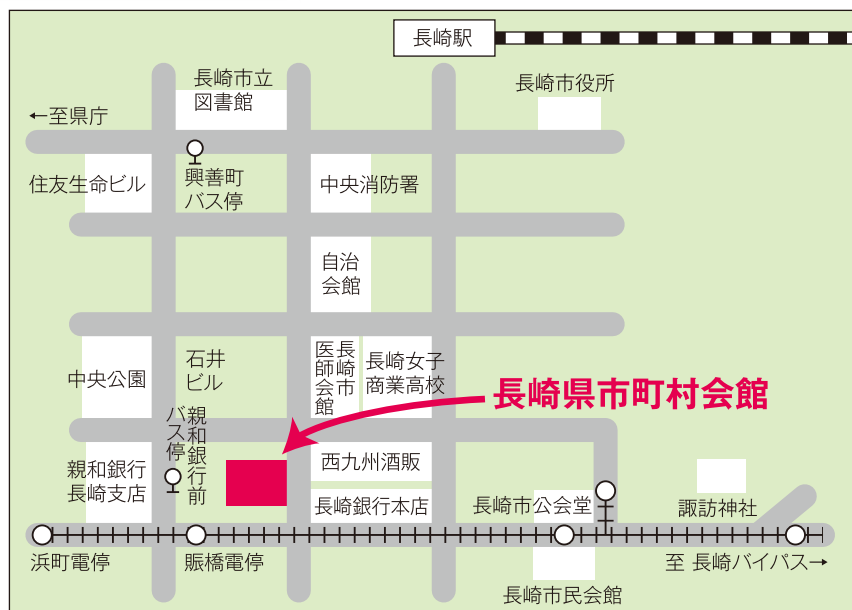 長崎駅
長崎市立
図書館
長崎市役所
←至県庁
住友生命ビル
興善町
バス停
中央消防署
自治
会館
中央公園
石井
ビル
長崎市
医師会館
長崎女子
商業高校
長崎県市町村会館
親和銀行前
バス停
親和銀行
長崎支店
西九州酒販
長崎銀行本店
長崎市公会堂
諏訪神社
浜町電停
賑橋電停
至 長崎バイパス→
長崎市民会館